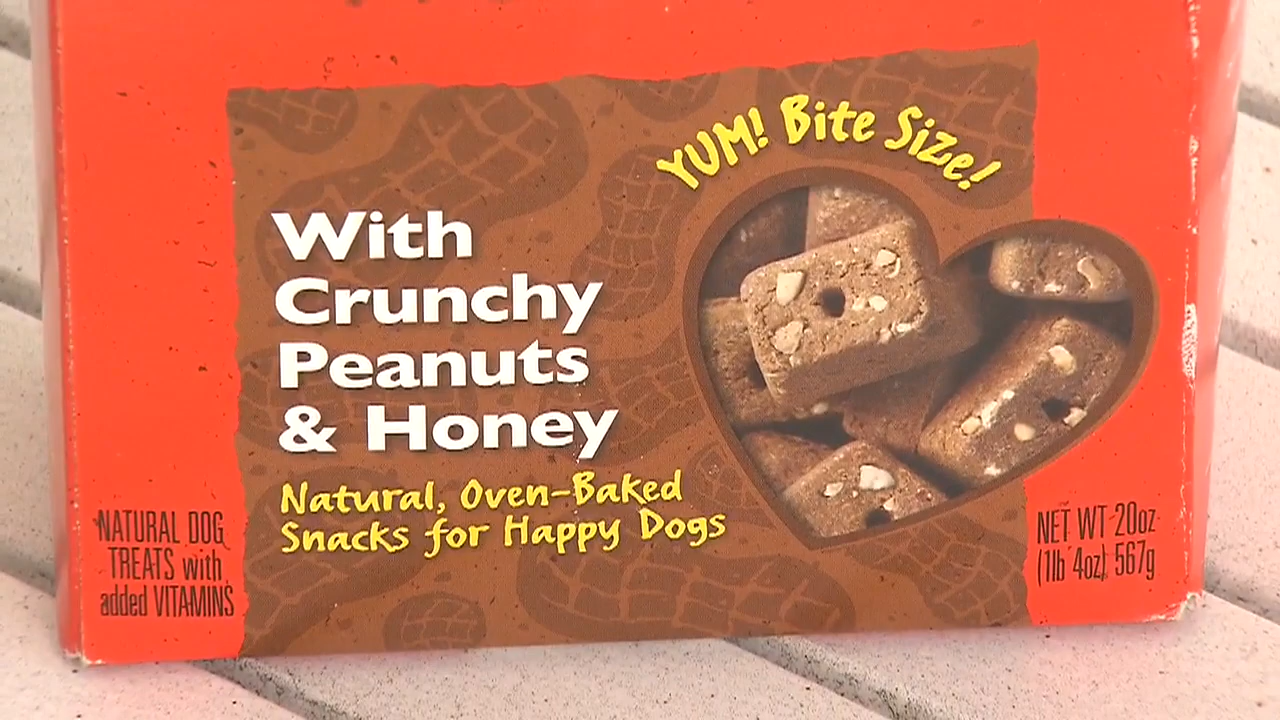 YUM! Bite Size!
With
Crunchy
Peanuts
& Honey
Natural, Oven-Baked
Snacks for Happy Dogs
NATURAL DOG
TREATS with
added VITAMINS
NET WT 20oz
(1lb 4oz) 567g